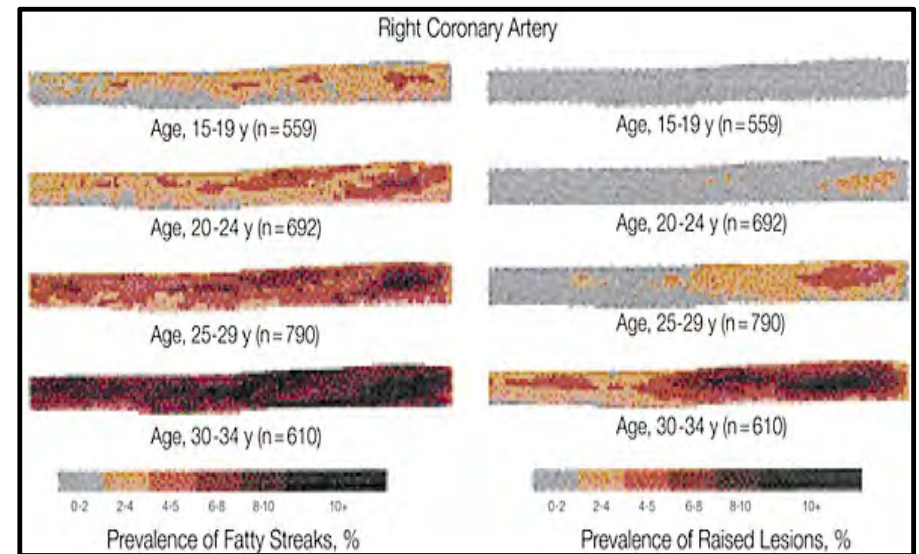 Right Coronary Artery
Age, 15-19 y (n=559)
Age, 15-19 y (n=559)
Age, 20-24 y (n=692)
Age, 20-24 y (n=692)
Age, 25-29 y (n=790)
Age, 25-29 y (n=790)
Age, 30-34 y (n=610)
Age, 30-34 y (n=610)
0-2 2-4 4-5 6-8 8-10 10+
0-2 2-4 4-5 6-8 8-10 10+
Prevalence of Fatty Streaks, %
Prevalence of Raised Lesions, %